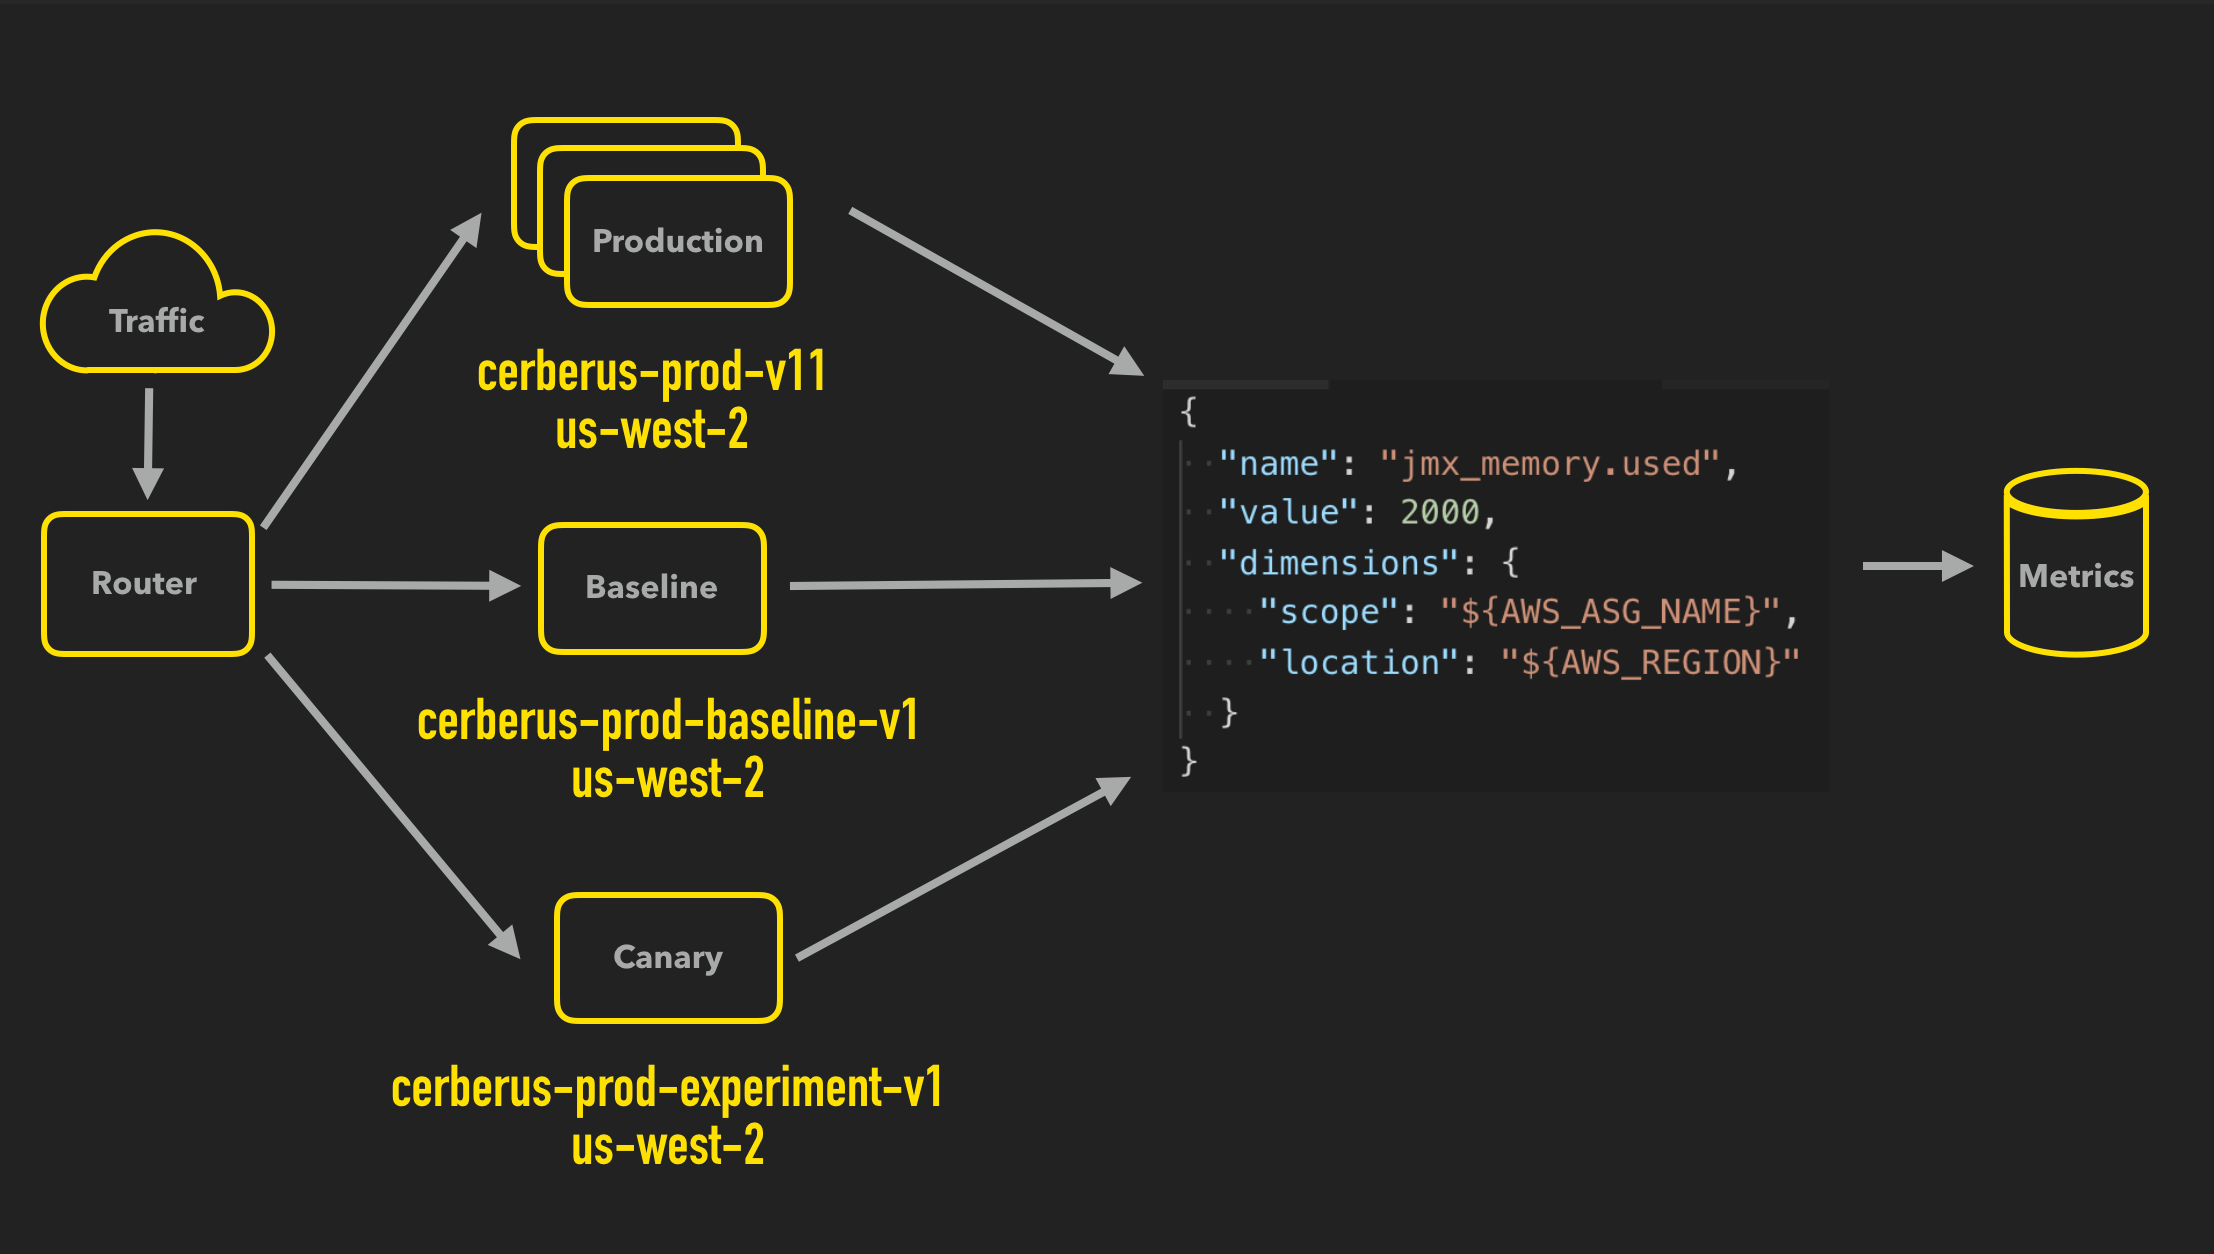 Traffic
Router
Production
cerberus-prod-v11
us-west-2
Baseline
cerberus-prod-baseline-v1
us-west-2
Canary
cerberus-prod-experiment-v1
us-west-2
{
"name": "jmx_memory.used",
"value": 2000,
"dimensions": {
"scope": "${AWS_ASG_NAME}",
"location": "${AWS_REGION}"
}
}
Metrics